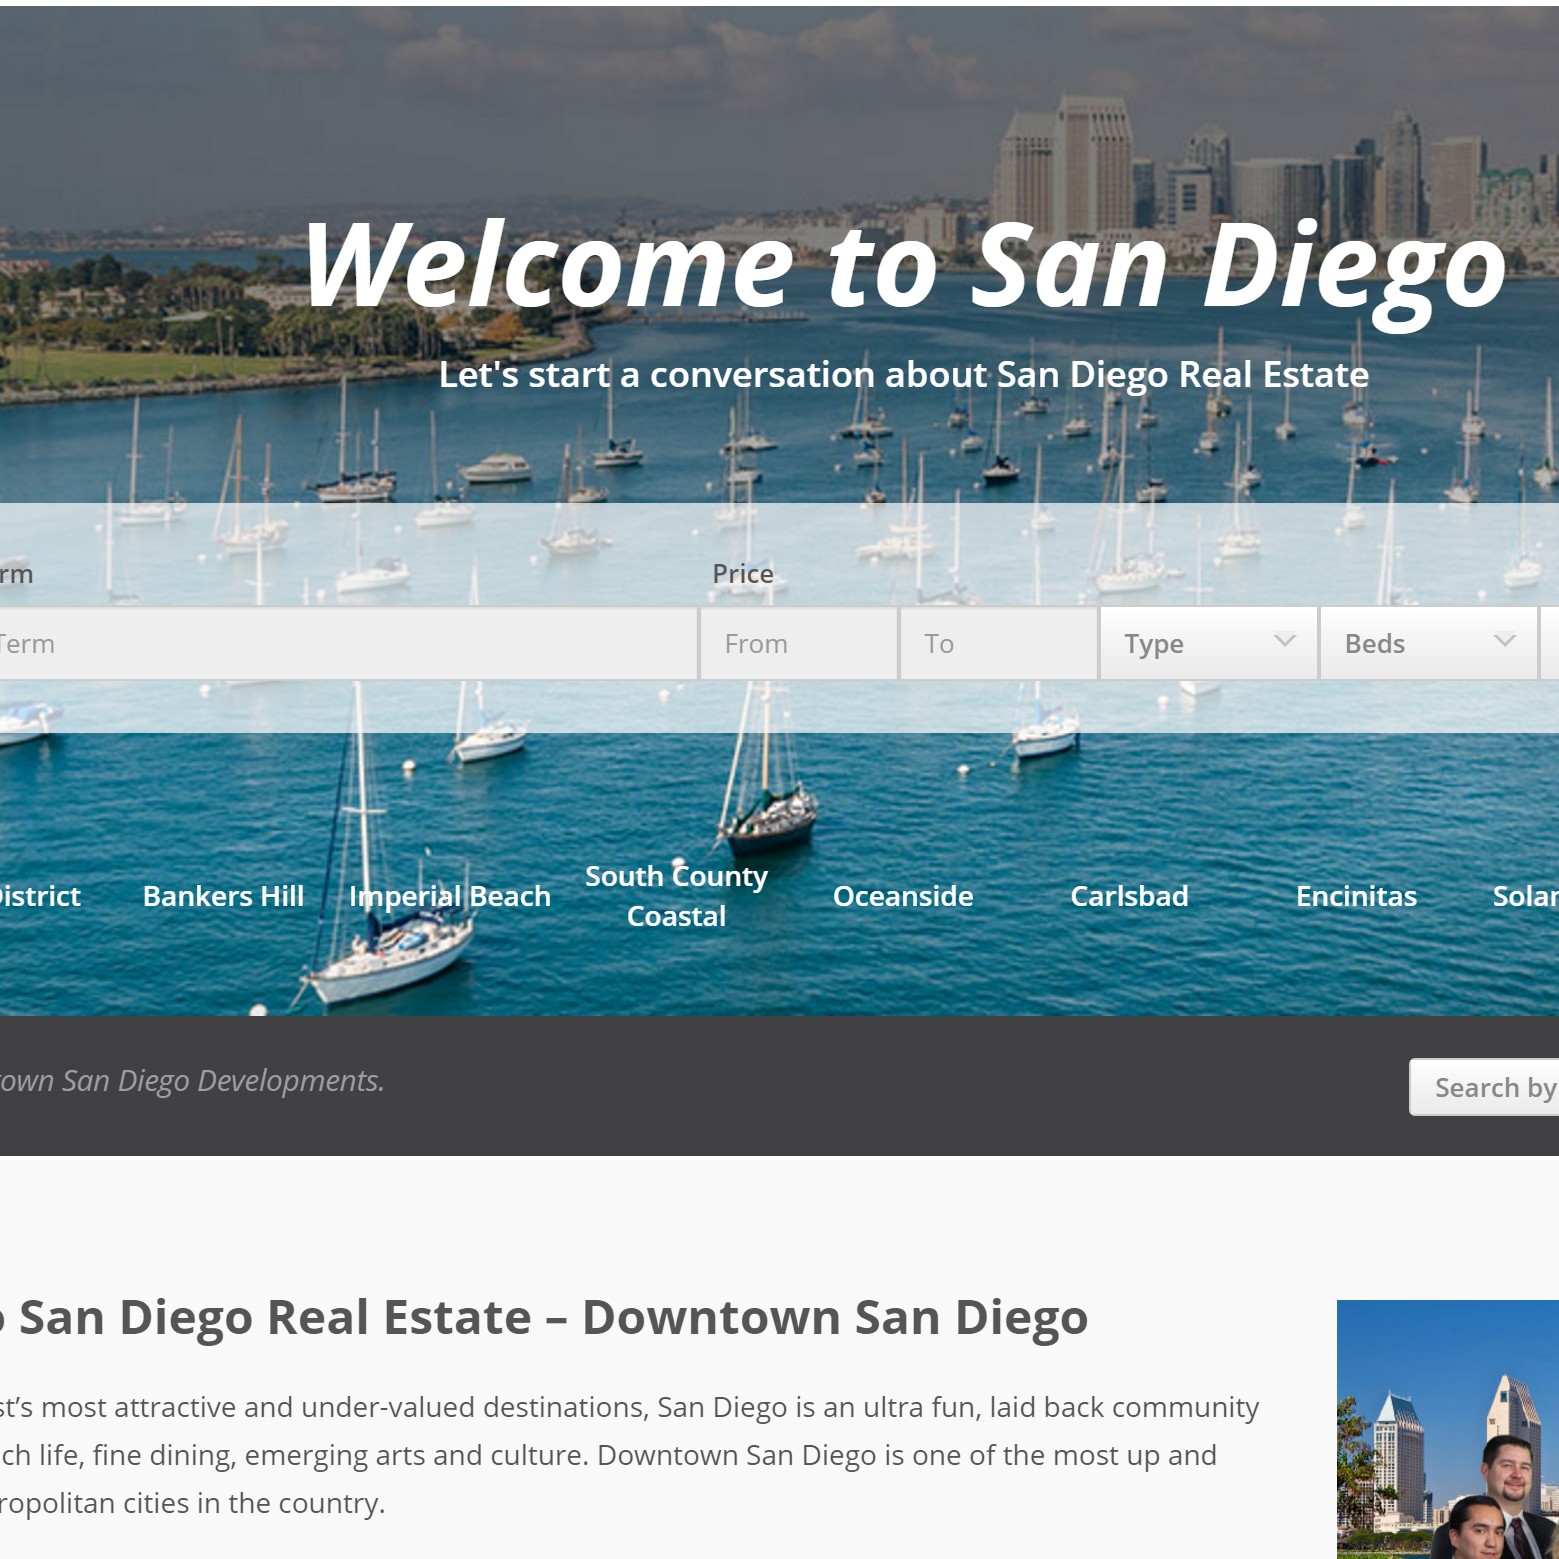 Welcome to San Diego
Let's start a conversation about San Diego Real Estate
rm Price
Term From To Type Beds
District Bankers Hill Imperial Beach South County Coastal Oceanside Carlsbad Encinitas Solan
own San Diego Developments.
Search by
San Diego Real Estate – Downtown San Diego
st’s most attractive and under-valued destinations, San Diego is an ultra fun, laid back community
ch life, fine dining, emerging arts and culture. Downtown San Diego is one of the most up and
ropolitan cities in the country.